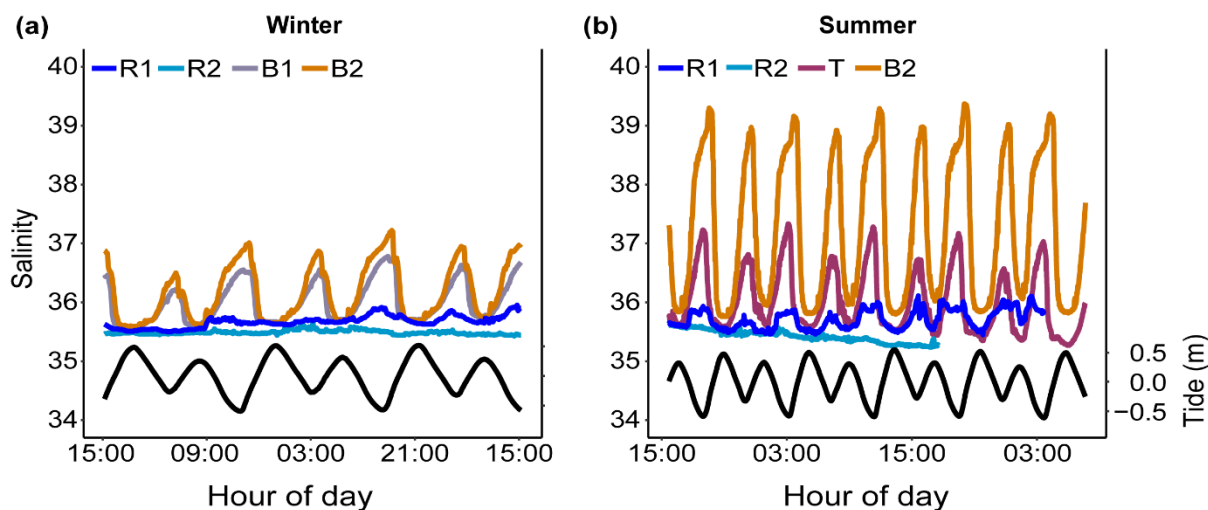 (a) Winter
R1 R2 B1 B2
40
39
38
37
36
35
34
Salinity
15:00 09:00 03:00 21:00 15:00
Hour of day
(b) Summer
R1 R2 T B2
40
39
38
37
36
35
34
0.5
0.0
−0.5
Tide (m)
15:00 03:00 15:00 03:00
Hour of day